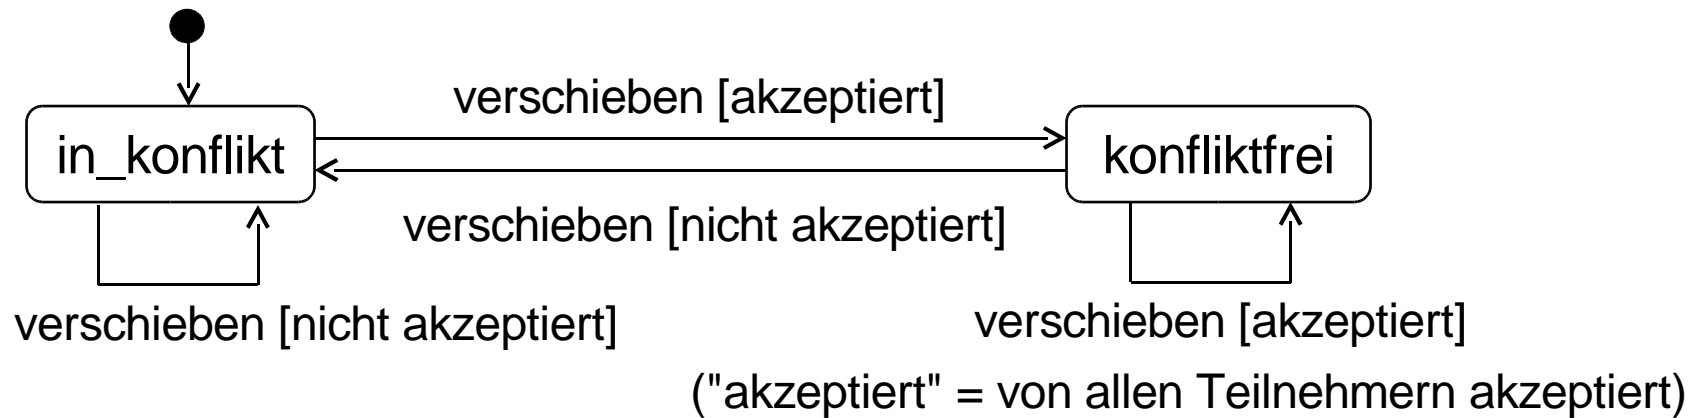 verschieben [akzeptiert]
in_konflikt
konfliktfrei
verschieben [nicht akzeptiert]
verschieben [nicht akzeptiert]
verschieben [akzeptiert]
("akzeptiert" = von allen Teilnehmern akzeptiert)